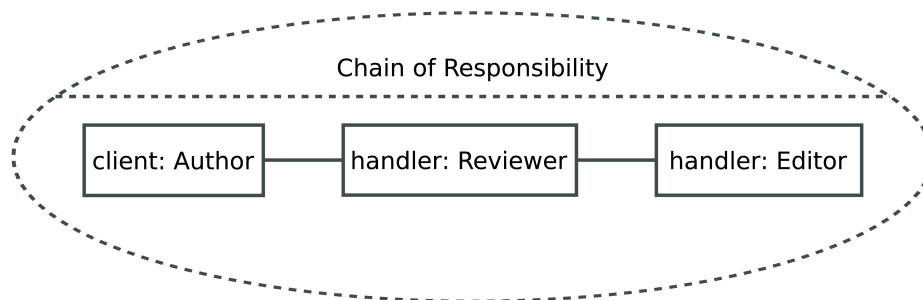 Chain of Responsibility
client: Author
handler: Reviewer
handler: Editor